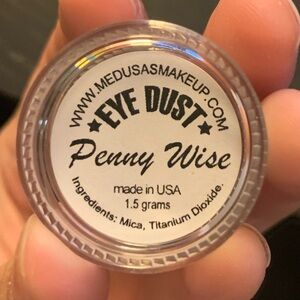 WWW.MEDUSASMAKEUP.COM
★EYE DUST★
Penny Wise
made in USA
1.5 grams
Ingredients: Mica, Titanium Dioxide.